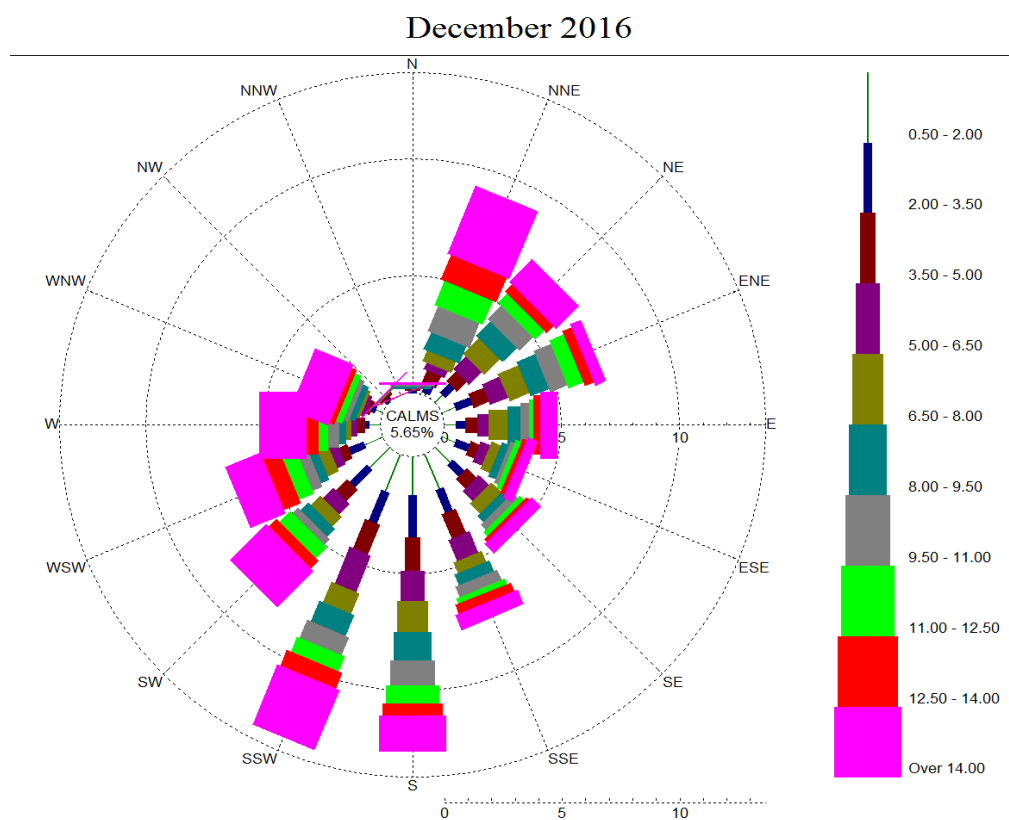 December 2016
N
NNW
NNE
NW
NE
0.50 - 2.00
2.00 - 3.50
WNW
ENE
3.50 - 5.00
5.00 - 6.50
CALMS
5.65%
6.50 - 8.00
W
E
0 5 10
8.00 - 9.50
9.50 - 11.00
WSW
ESE
11.00 - 12.50
SW
SE
12.50 - 14.00
SSW
SSE
Over 14.00
S
0 5 10